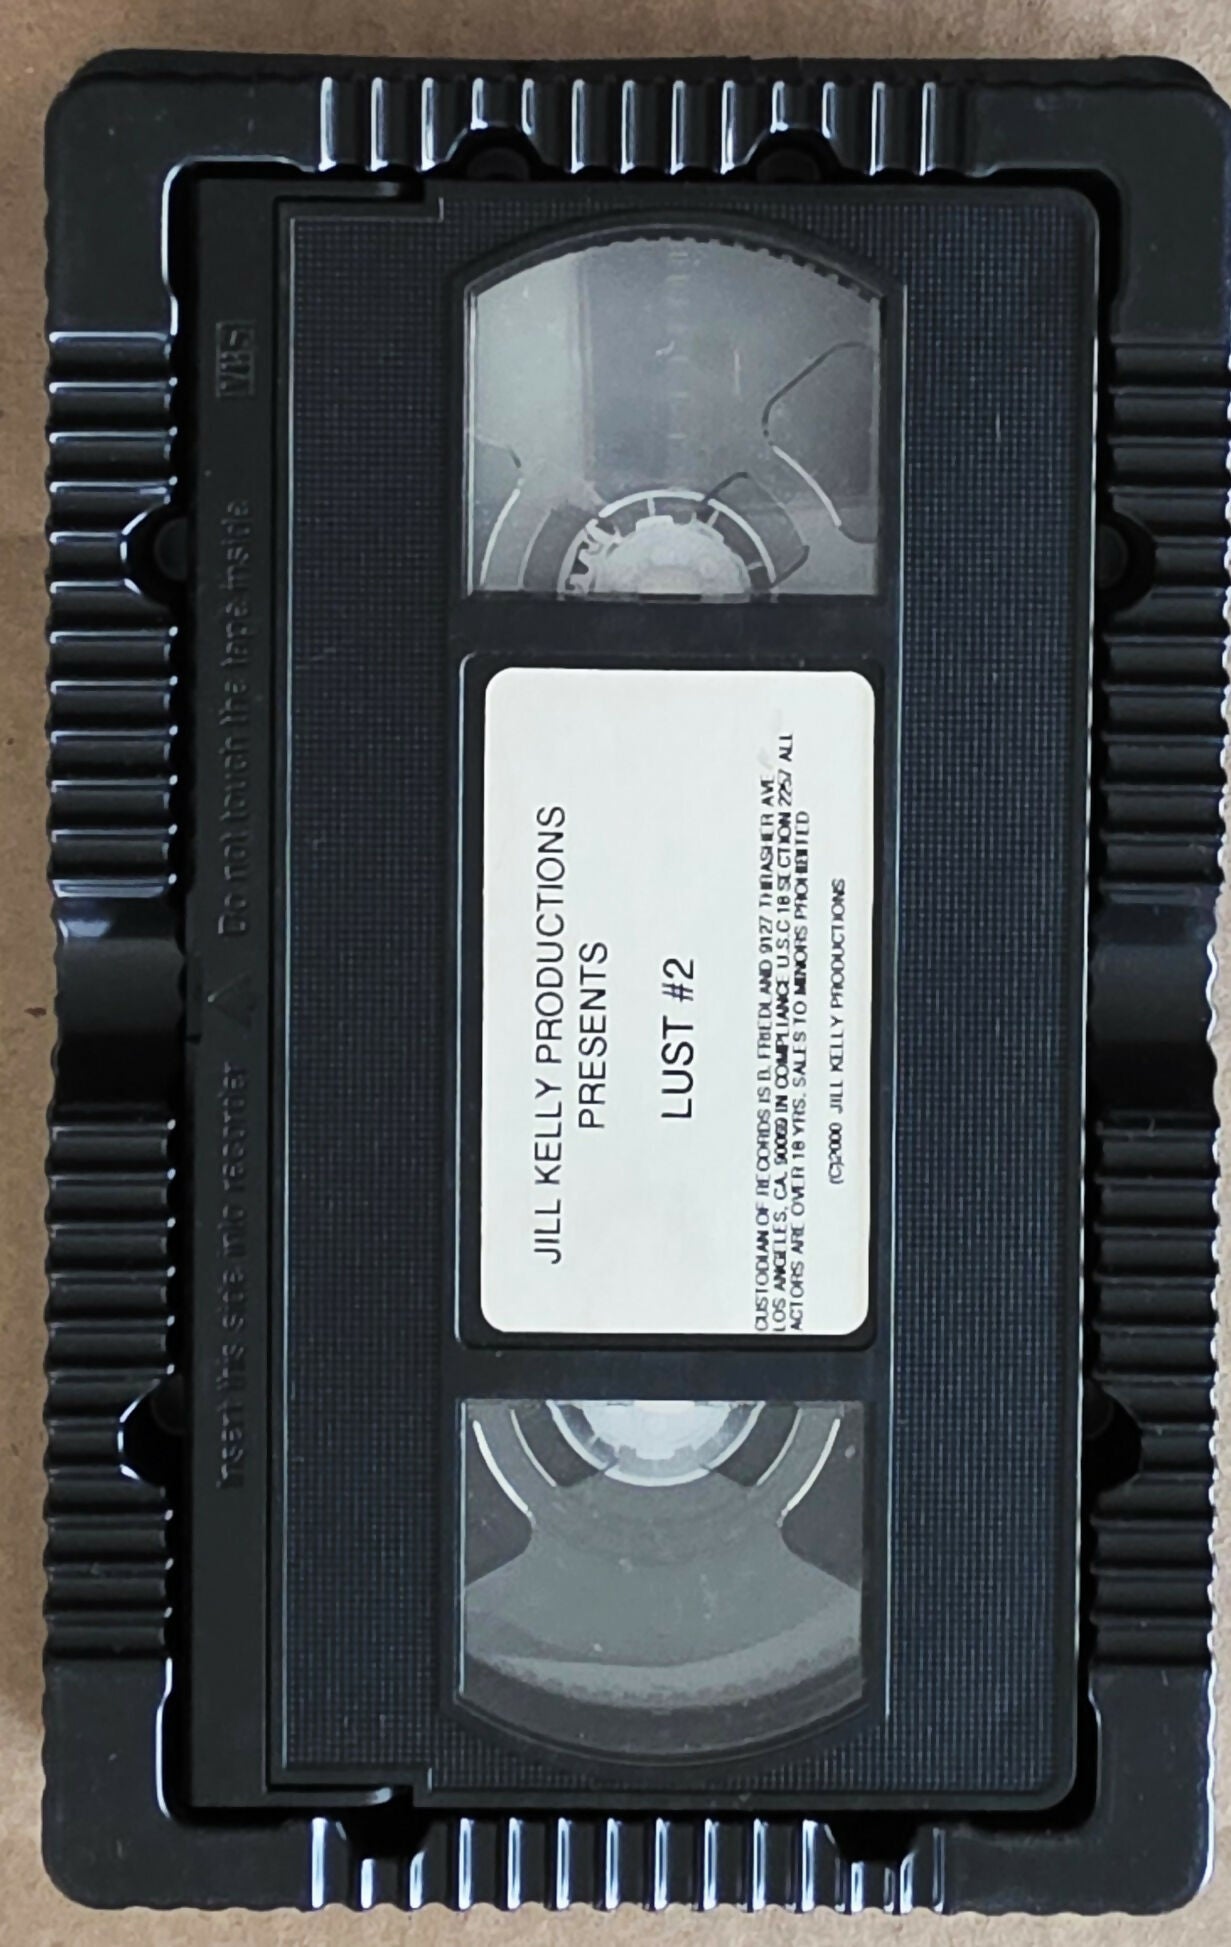 VHS
Insert this side into recorder △ Do not touch the tape inside
JILL KELLY PRODUCTIONS
PRESENTS
LUST #2
CUSTODIAN OF RECORDS IS B. FRIEDLAND 9127 THRASHER AVE
LOS ANGELES, CA. 90069 IN COMPLIANCE U.S.C 18 SECTION 2257 ALL
ACTORS ARE OVER 18 YRS. SALES TO MINORS PROHIBITED
(C)2000 JILL KELLY PRODUCTIONS